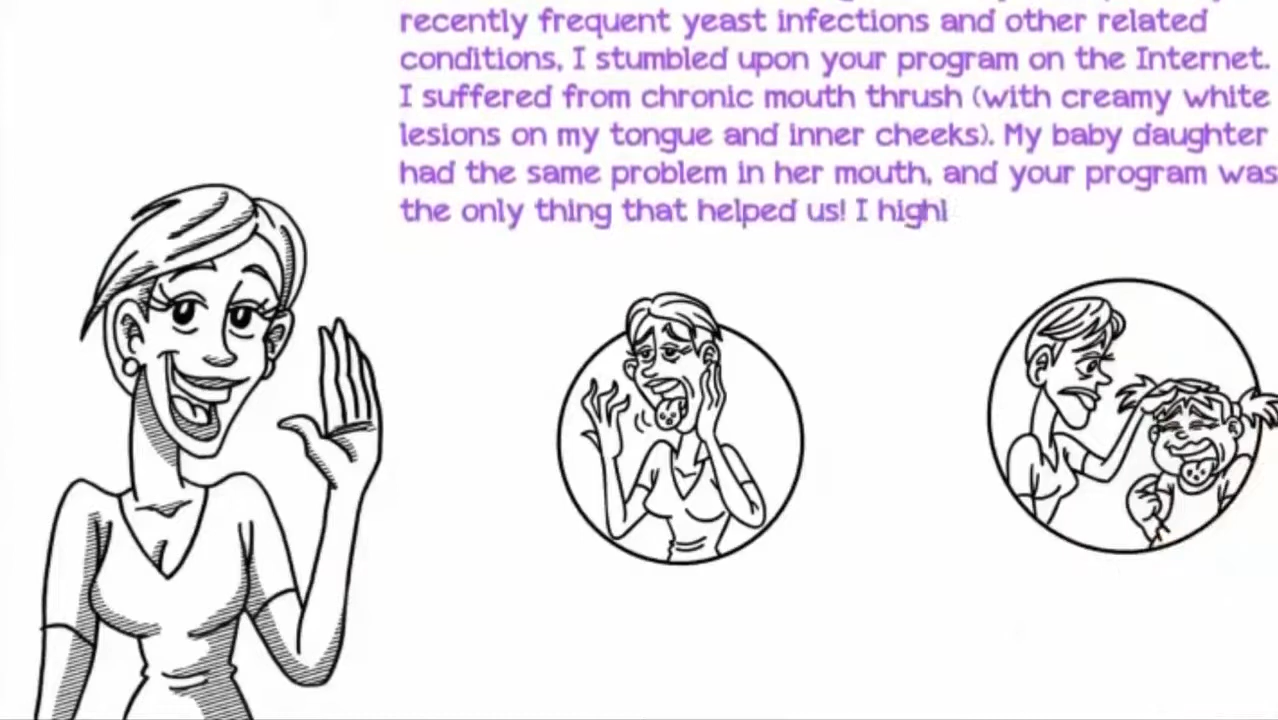 recently frequent yeast infections and other related
conditions, I stumbled upon your program on the Internet.
I suffered from chronic mouth thrush (with creamy white
lesions on my tongue and inner cheeks). My baby daughter
had the same problem in her mouth, and your program was
the only thing that helped us! I highl